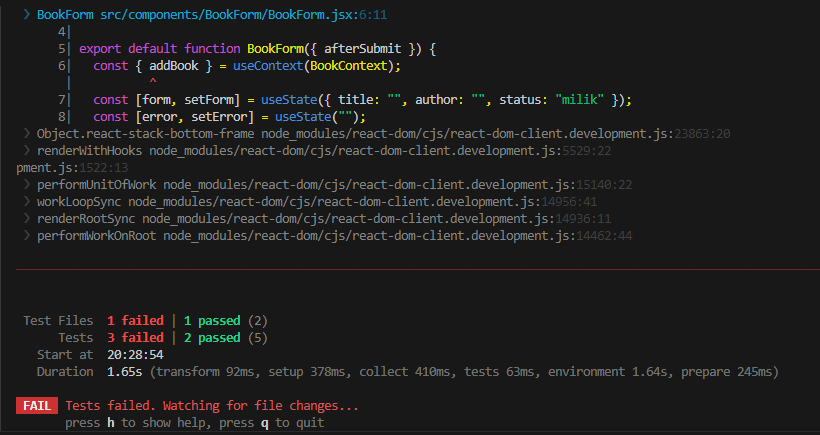 ❯ BookForm src/components/BookForm/BookForm.jsx:6:11
4|
5| export default function BookForm({ afterSubmit }) {
6|   const { addBook } = useContext(BookContext);
|           ^
7|   const [form, setForm] = useState({ title: "", author: "", status: "milik" });
8|   const [error, setError] = useState("");
❯ Object.react-stack-bottom-frame node_modules/react-dom/cjs/react-dom-client.development.js:23863:20
❯ renderWithHooks node_modules/react-dom/cjs/react-dom-client.development.js:5529:22
pment.js:1522:13
❯ performUnitOfWork node_modules/react-dom/cjs/react-dom-client.development.js:15140:22
❯ workLoopSync node_modules/react-dom/cjs/react-dom-client.development.js:14956:41
❯ renderRootSync node_modules/react-dom/cjs/react-dom-client.development.js:14936:11
❯ performWorkOnRoot node_modules/react-dom/cjs/react-dom-client.development.js:14462:44
Test Files  1 failed | 1 passed (2)
Tests  3 failed | 2 passed (5)
Start at  20:28:54
Duration  1.65s (transform 92ms, setup 378ms, collect 410ms, tests 63ms, environment 1.64s, prepare 245ms)
FAIL  Tests failed. Watching for file changes...
press h to show help, press q to quit